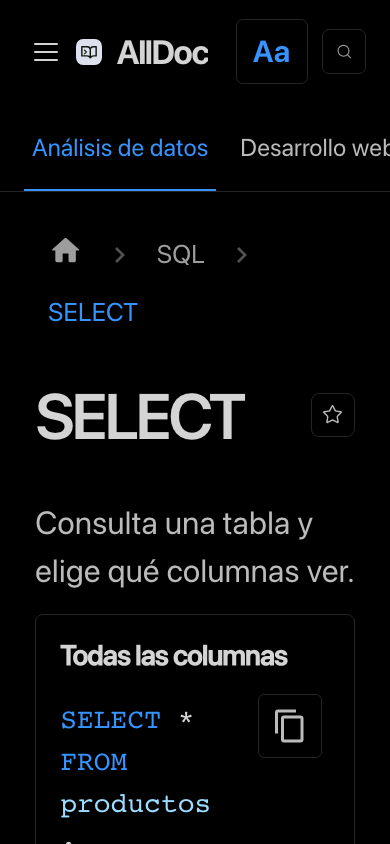 AllDoc
Aa
Análisis de datos
Desarrollo web
SQL
SELECT
SELECT
Consulta una tabla y
elige qué columnas ver.
Todas las columnas
SELECT *
FROM
productos